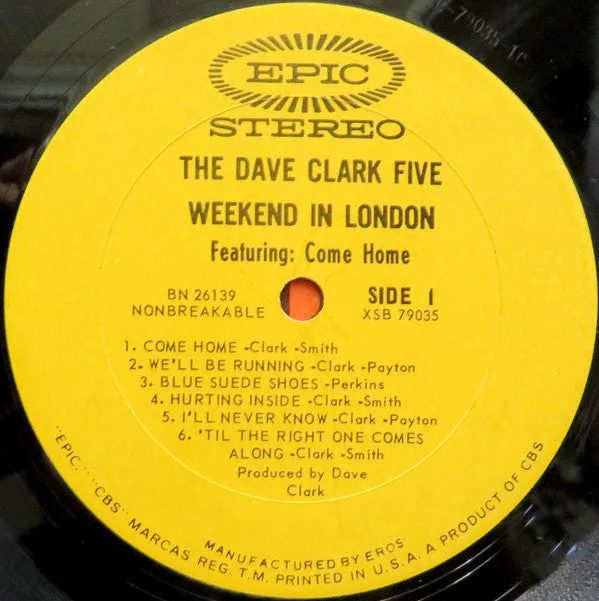 EPIC
STEREO
THE DAVE CLARK FIVE
WEEKEND IN LONDON
Featuring: Come Home
BN 26139
NONBREAKABLE
SIDE 1
XSB 79035
1. COME HOME -Clark -Smith
2. WE'LL BE RUNNING -Clark -Payton
3. BLUE SUEDE SHOES -Perkins
4. HURTING INSIDE -Clark -Smith
5. I'LL NEVER KNOW -Clark -Payton
6. 'TIL THE RIGHT ONE COMES
ALONG -Clark -Smith
Produced by Dave
Clark
MANUFACTURED BY EROS
"EPIC," "CBS" MARCAS REG. T.M. PRINTED IN U.S.A. A PRODUCT OF CBS